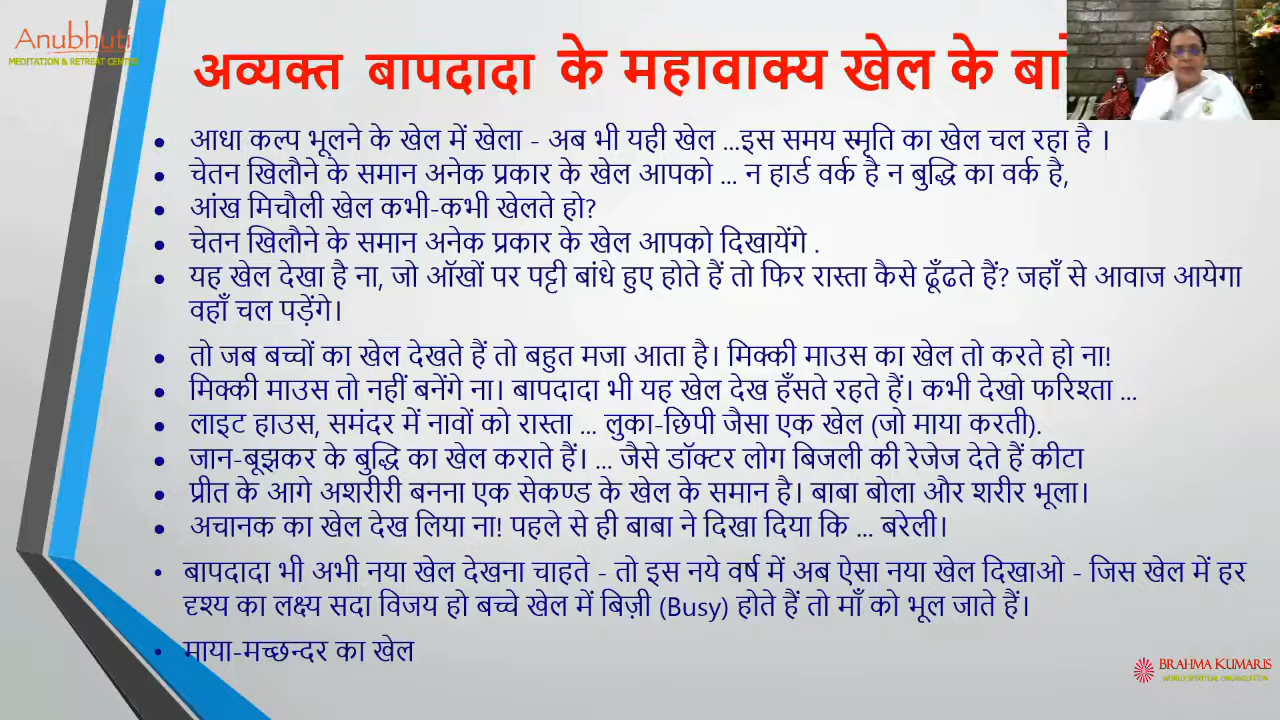 Anubhuti
MEDITATION & RETREAT CENTER
अव्यक्त बापदादा के महावाक्य खेल के
• आधा कल्प भूलने के खेल में खेला - अब भी यही खेल ...इस समय स्मृति का खेल चल रहा है ।
• चेतन खिलौने के समान अनेक प्रकार के खेल आपको ... न हार्ड वर्क है न बुद्धि का वर्क है,
• आंख मिचौली खेल कभी-कभी खेलते हो?
• चेतन खिलौने के समान अनेक प्रकार के खेल आपको दिखायेंगे .
• यह खेल देखा है ना, जो ऑखों पर पट्टी बांधे हुए होते हैं तो फिर रास्ता कैसे ढूँढते हैं? जहाँ से आवाज आयेगा
वहाँ चल पड़ेंगे।
• तो जब बच्चों का खेल देखते हैं तो बहुत मजा आता है। मिक्की माउस का खेल तो करते हो ना!
• मिक्की माउस तो नहीं बनेंगे ना। बापदादा भी यह खेल देख हँसते रहते हैं। कभी देखो फरिश्ता ...
• लाइट हाउस, समंदर में नावों को रास्ता ... लुका-छिपी जैसा एक खेल (जो माया करती).
• जान-बूझकर के बुद्धि का खेल कराते हैं। ... जैसे डॉक्टर लोग बिजली की रेजेज देते हैं कीटा
• प्रीत के आगे अशरीरी बनना एक सेकण्ड के खेल के समान है। बाबा बोला और शरीर भूला।
• अचानक का खेल देख लिया ना! पहले से ही बाबा ने दिखा दिया कि ... बरेली।
• बापदादा भी अभी नया खेल देखना चाहते - तो इस नये वर्ष में अब ऐसा नया खेल दिखाओ - जिस खेल में हर
दृश्य का लक्ष्य सदा विजय हो बच्चे खेल में बिज़ी (Busy) होते हैं तो माँ को भूल जाते हैं।
• माया-मच्छन्दर का खेल
BRAHMA KUMARIS
WORLD SPIRITUAL ORGANIZATION